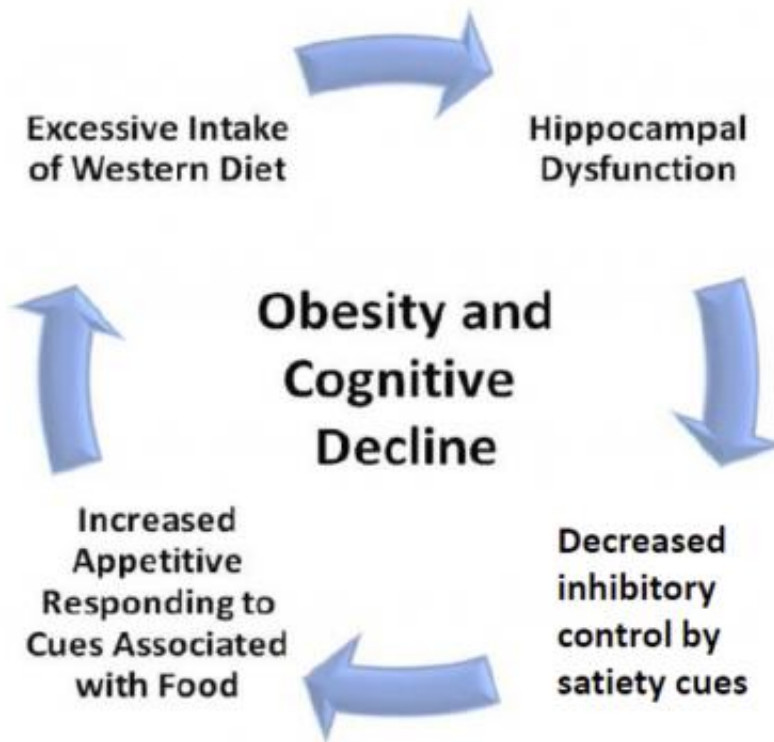 Excessive Intake
of Western Diet
Hippocampal
Dysfunction
Obesity and
Cognitive
Decline
Decreased
inhibitory
control by
satiety cues
Increased
Appetitive
Responding to
Cues Associated
with Food